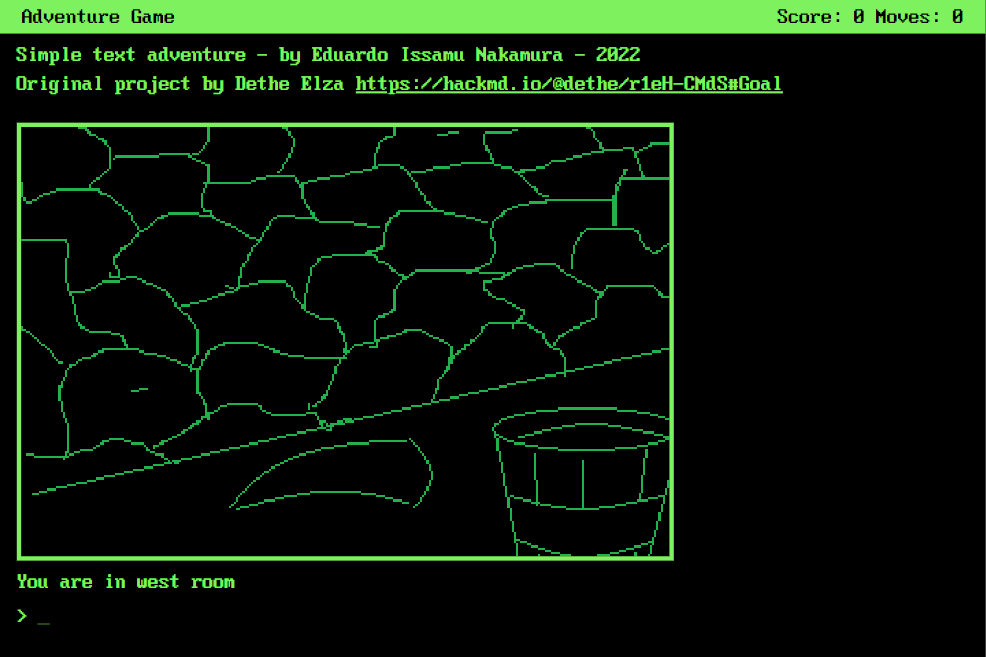 Adventure Game Score: 0 Moves: 0
Simple text adventure - by Eduardo Issamu Nakamura - 2022
Original project by Dethe Elza https://hackmd.io/@dethe/r1eH-CMdS#Goal
You are in west room
> _